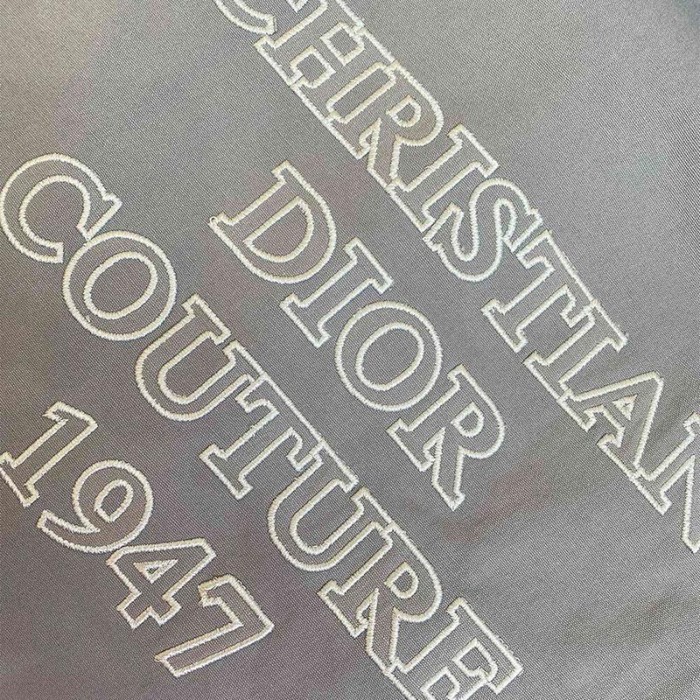 CHRISTIAN
DIOR
COUTURE
1947